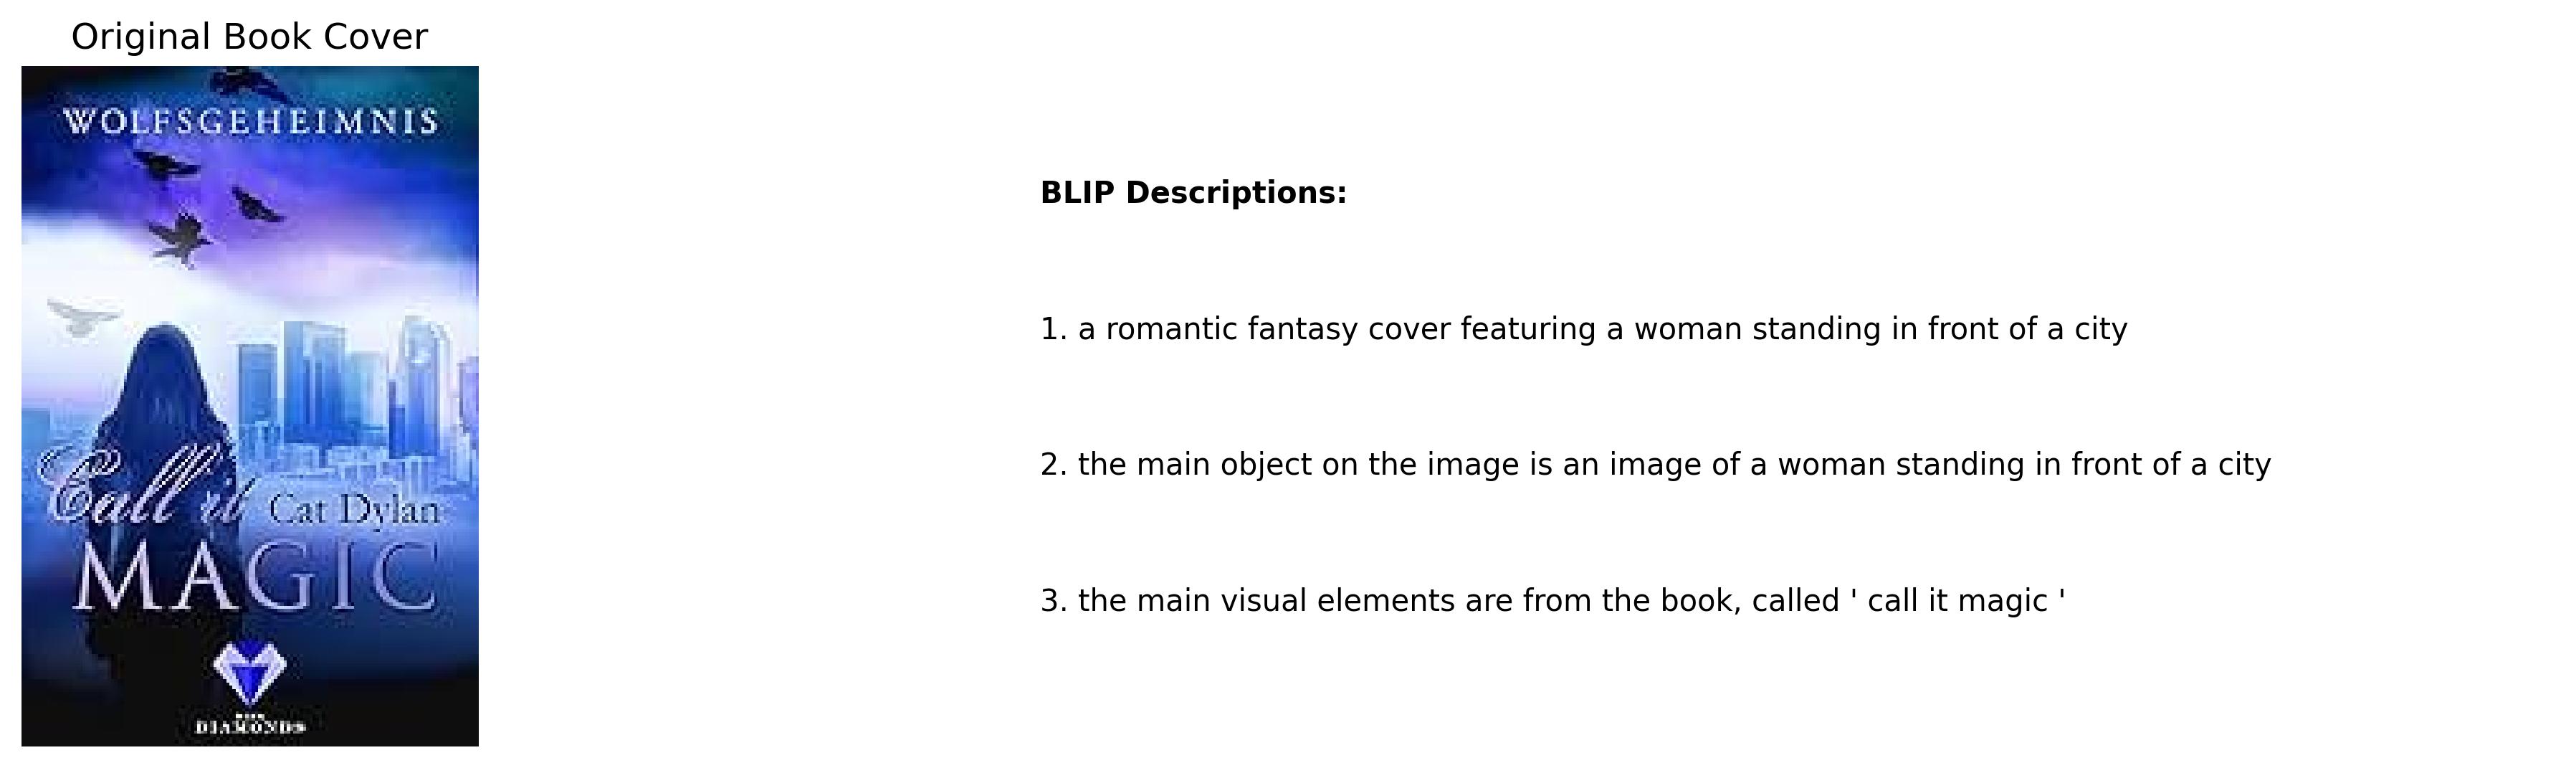 Original Book Cover
WOLFSGEHEIMNIS
Call it Cat Dylan
MAGIC
DIAMONDS
BLIP Descriptions:
1. a romantic fantasy cover featuring a woman standing in front of a city
2. the main object on the image is an image of a woman standing in front of a city
3. the main visual elements are from the book, called ' call it magic '